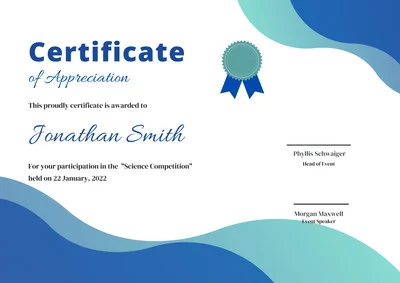 Certificate
of Appreciation
This proudly certificate is awarded to
Jonathan Smith
For your participation in the "Science Competition"
held on 22 January, 2022
Phyllis Schwaiger
Head of Event
Morgan Maxwell
Event Speaker